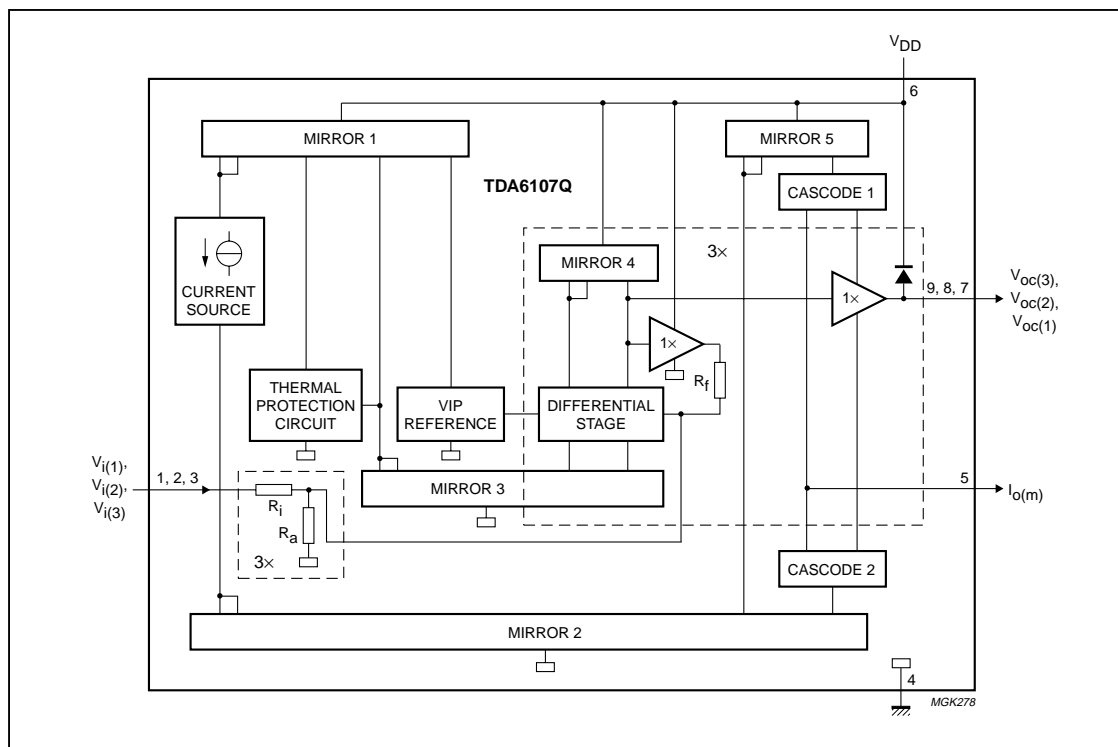 V_DD
6
MIRROR 1
MIRROR 5
TDA6107Q
CASCODE 1
3×
MIRROR 4
CURRENT
SOURCE
1×
9, 8, 7
V_oc(3),
V_oc(2),
V_oc(1)
1×
R_f
THERMAL
PROTECTION
CIRCUIT
VIP
REFERENCE
DIFFERENTIAL
STAGE
V_i(1),
V_i(2),
V_i(3)
1, 2, 3
MIRROR 3
5
I_o(m)
R_i
R_a
3×
CASCODE 2
MIRROR 2
4
MGK278